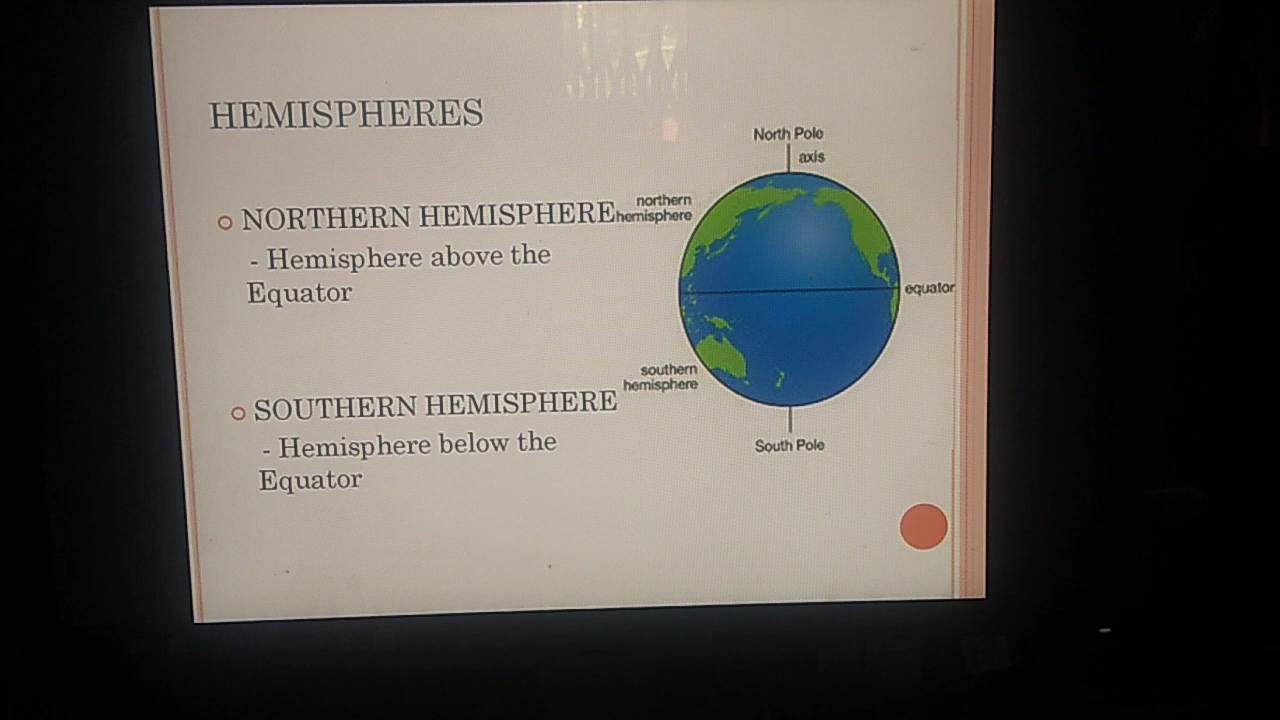 HEMISPHERES
NORTHERN HEMISPHERE
- Hemisphere above the
Equator
SOUTHERN HEMISPHERE
- Hemisphere below the
Equator
North Pole
axis
northern
hemisphere
equator
southern
hemisphere
South Pole